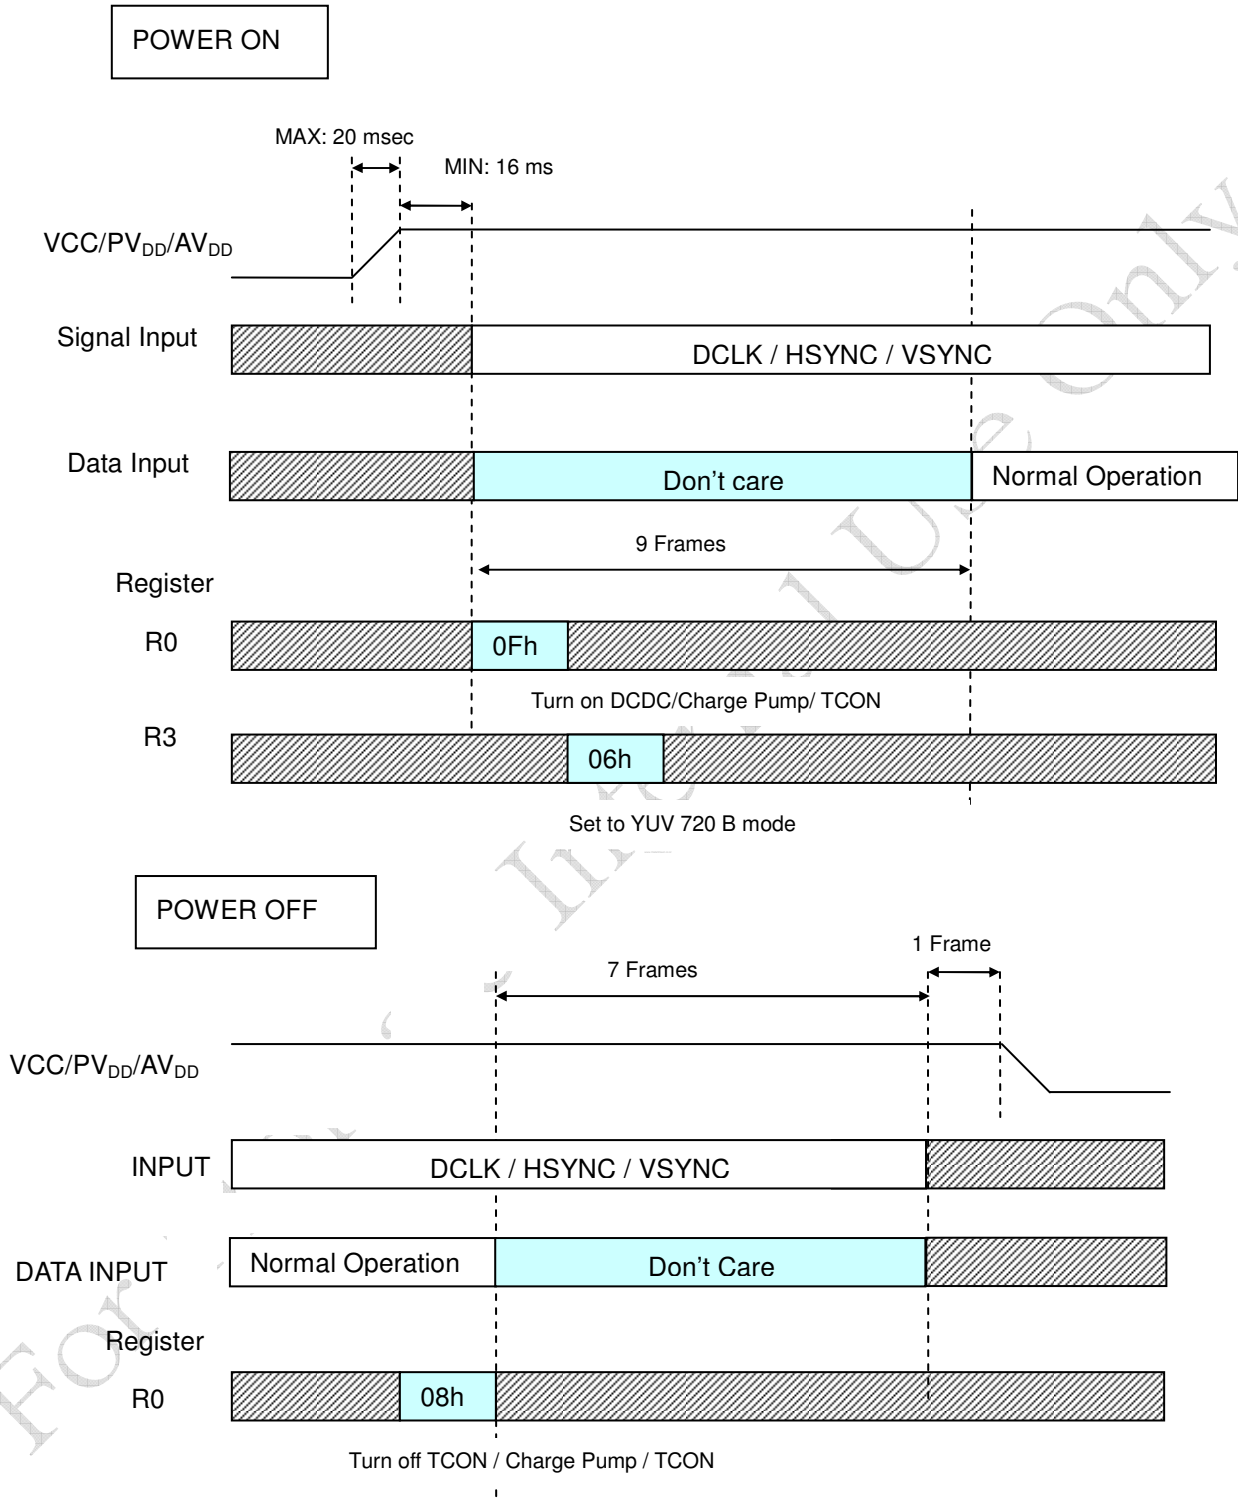 POWER ON
MAX: 20 msec
MIN: 16 ms
VCC/PVDD/AVDD
Signal Input
DCLK / HSYNC / VSYNC
Data Input
Don't care
Normal Operation
9 Frames
Register
R0
0Fh
Turn on DCDC/Charge Pump/ TCON
R3
06h
Set to YUV 720 B mode
POWER OFF
1 Frame
7 Frames
VCC/PVDD/AVDD
INPUT
DCLK / HSYNC / VSYNC
DATA INPUT
Normal Operation
Don't Care
Register
R0
08h
Turn off TCON / Charge Pump / TCON
For
Use Only